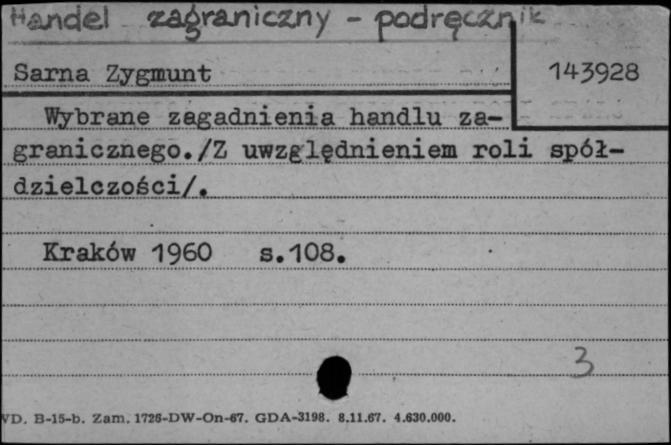 Handel zagraniczny - podręcznik
Sarna Zygmunt
143928
Wybrane zagadnienia handlu za-
granicznego./Z uwzględnieniem roli spół-
dzielczości/.
Kraków 1960 s.108.
3
VD. B-15-b. Zam. 1726-DW-On-67. GDA-3198. 8.11.67. 4.630.000.